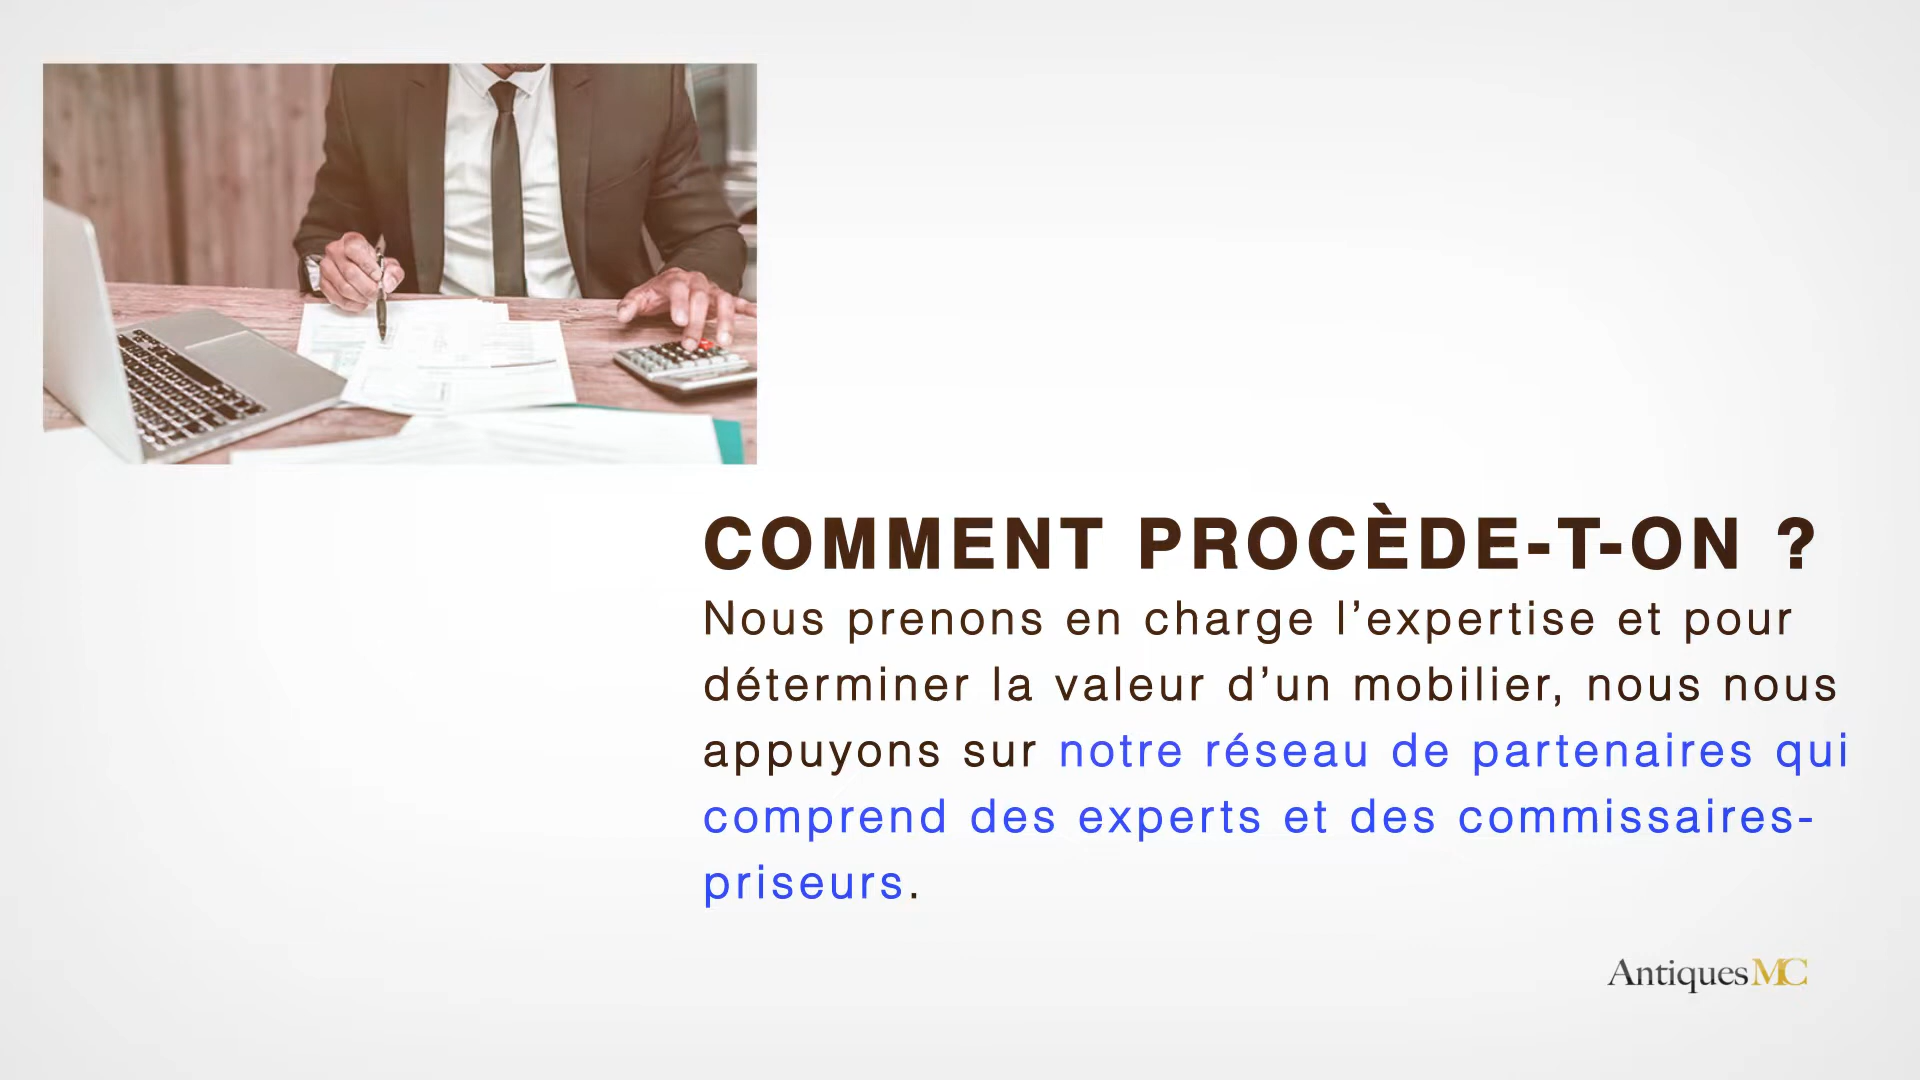 COMMENT PROCÈDE-T-ON ?
Nous prenons en charge l’expertise et pour
déterminer la valeur d’un mobilier, nous nous
appuyons sur notre réseau de partenaires qui
comprend des experts et des commissaires-
priseurs.
AntiquesMC